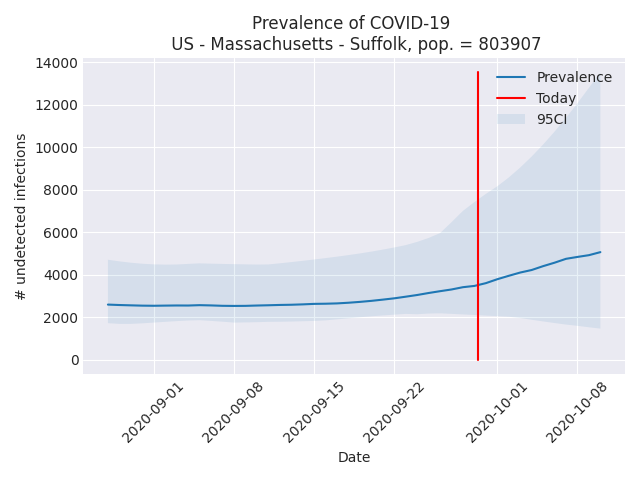 Prevalence of COVID-19
US - Massachusetts - Suffolk, pop. = 803907
14000
12000
10000
8000
6000
4000
2000
0
# undetected infections
Prevalence
Today
95CI
2020-09-01
2020-09-08
2020-09-15
2020-09-22
2020-10-01
2020-10-08
Date